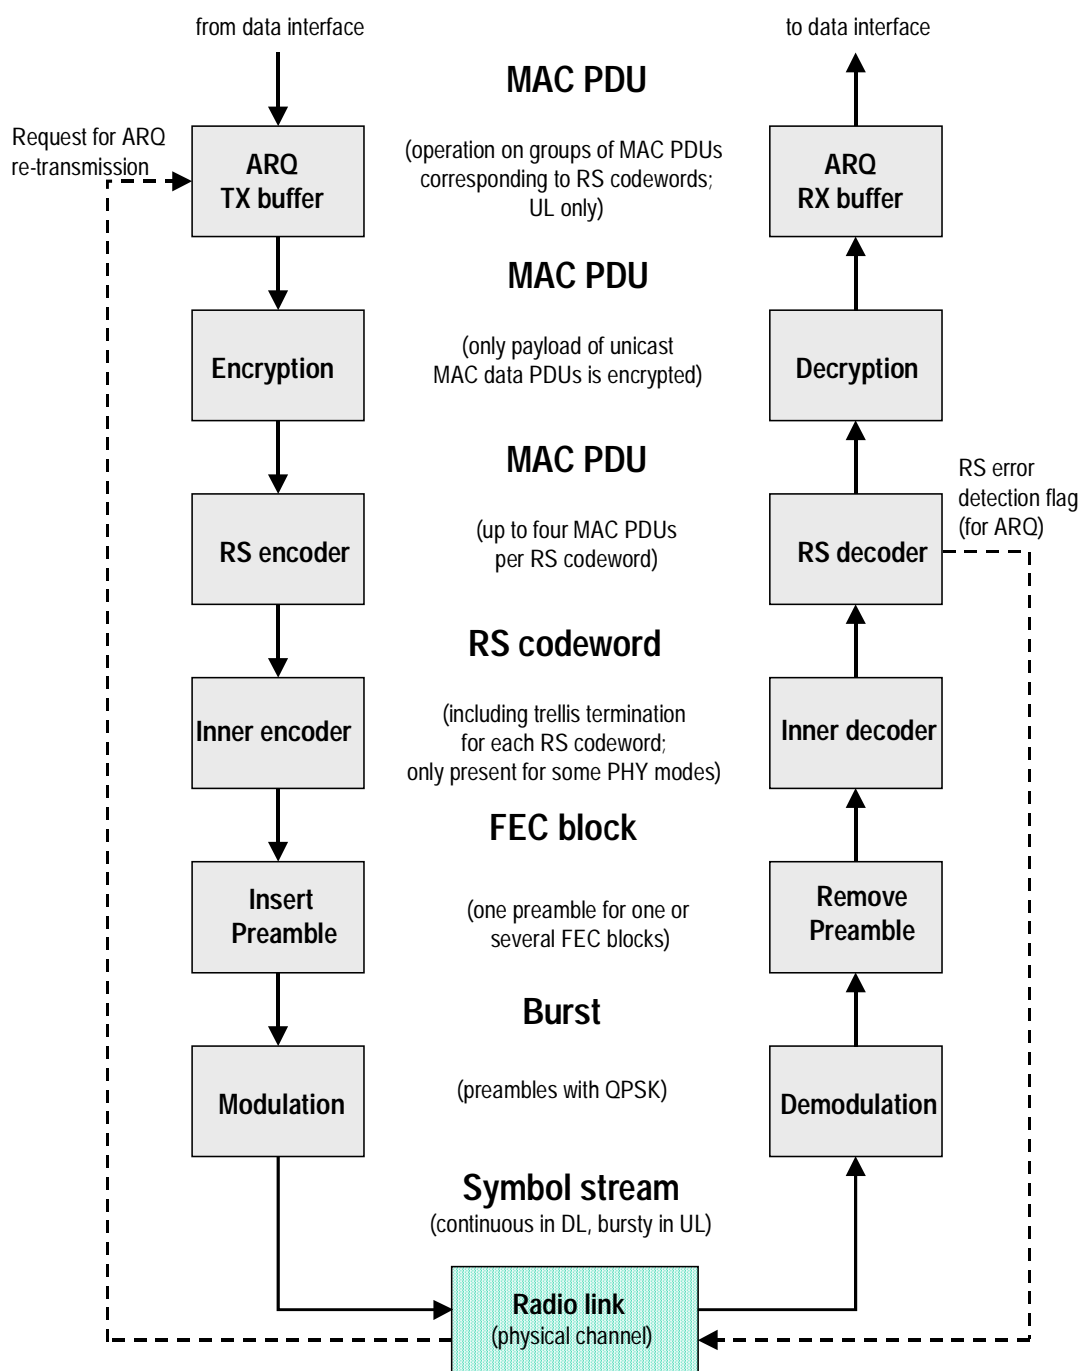 from data interface
to data interface
MAC PDU
Request for ARQ
re-transmission
ARQ
TX buffer
(operation on groups of MAC PDUs
corresponding to RS codewords;
UL only)
ARQ
RX buffer
MAC PDU
Encryption
(only payload of unicast
MAC data PDUs is encrypted)
Decryption
MAC PDU
RS error
detection flag
(for ARQ)
RS encoder
(up to four MAC PDUs
per RS codeword)
RS decoder
RS codeword
Inner encoder
(including trellis termination
for each RS codeword;
only present for some PHY modes)
Inner decoder
FEC block
Insert
Preamble
(one preamble for one or
several FEC blocks)
Remove
Preamble
Burst
Modulation
(preambles with QPSK)
Demodulation
Symbol stream
(continuous in DL, bursty in UL)
Radio link
(physical channel)